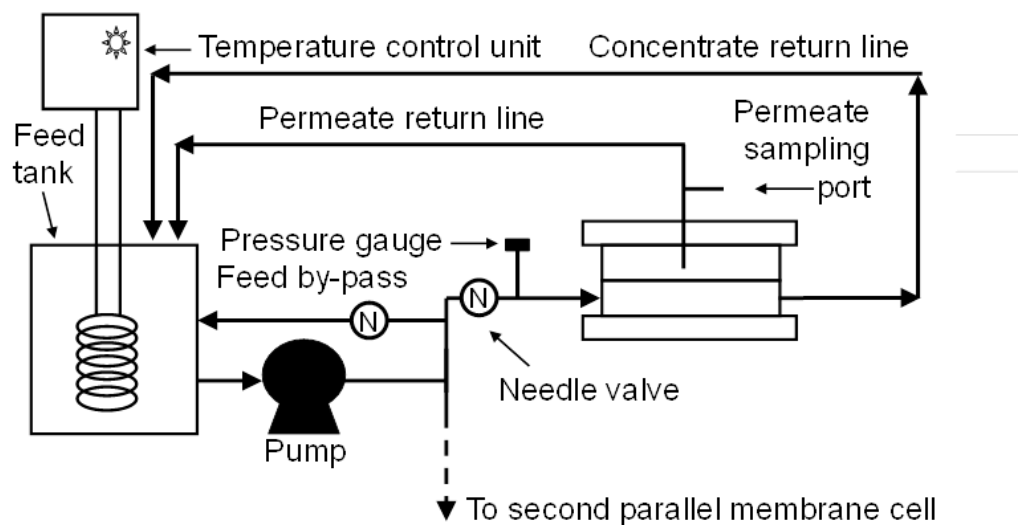 Temperature control unit
Concentrate return line
Permeate return line
Permeate
sampling
port
Feed
tank
Pressure gauge
Feed by-pass
N
N
Needle valve
Pump
To second parallel membrane cell